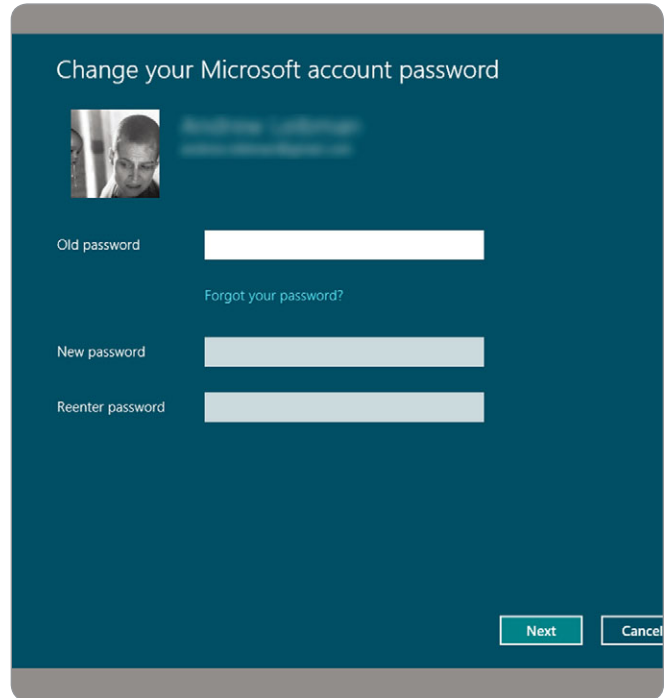 Change your Microsoft account password
Old password
Forgot your password?
New password
Reenter password
Next
Cancel